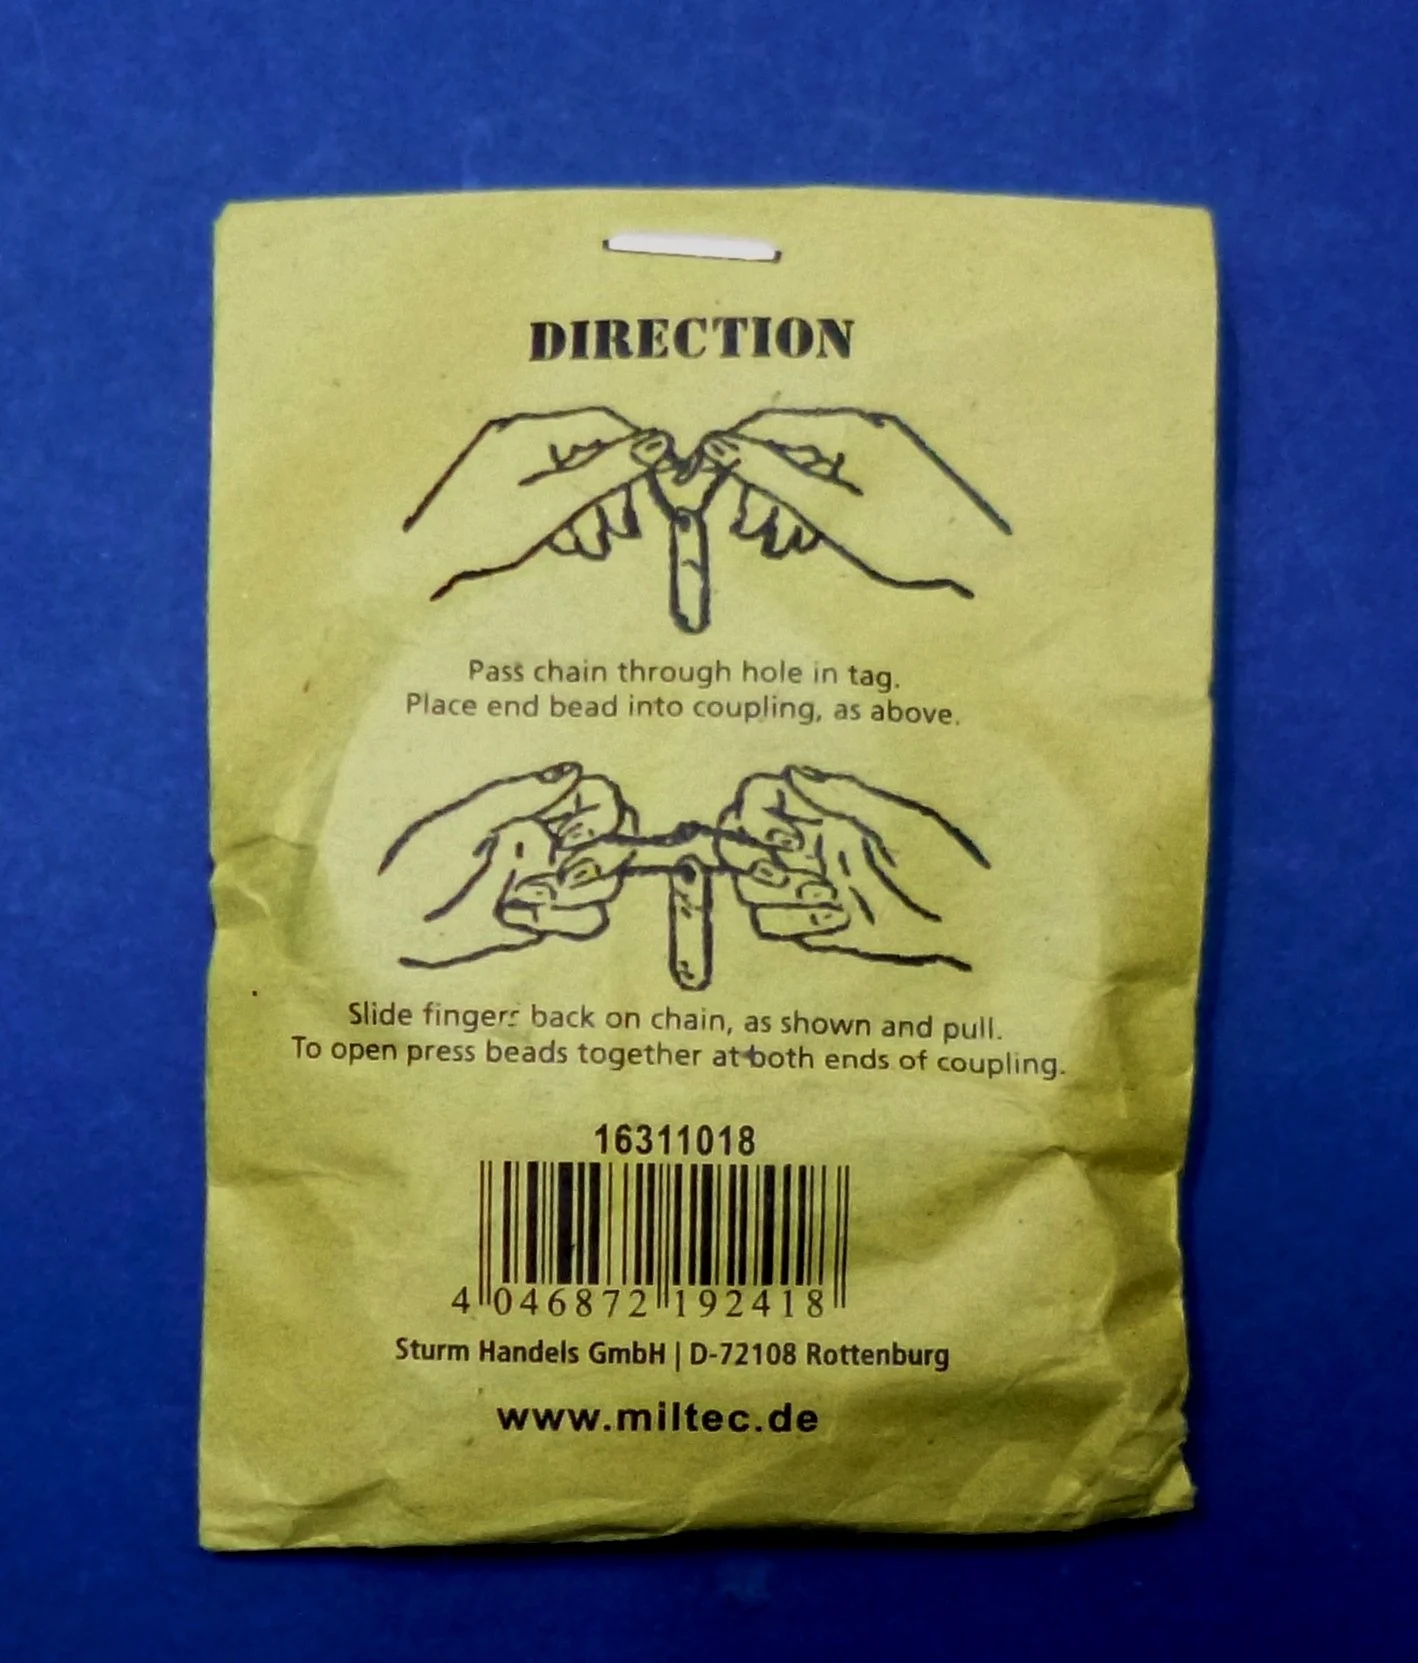 DIRECTION
Pass chain through hole in tag.
Place end bead into coupling, as above.
Slide fingers back on chain, as shown and pull.
To open press beads together at both ends of coupling.
16311018
4 046872 192418
Sturm Handels GmbH | D-72108 Rottenburg
www.miltec.de